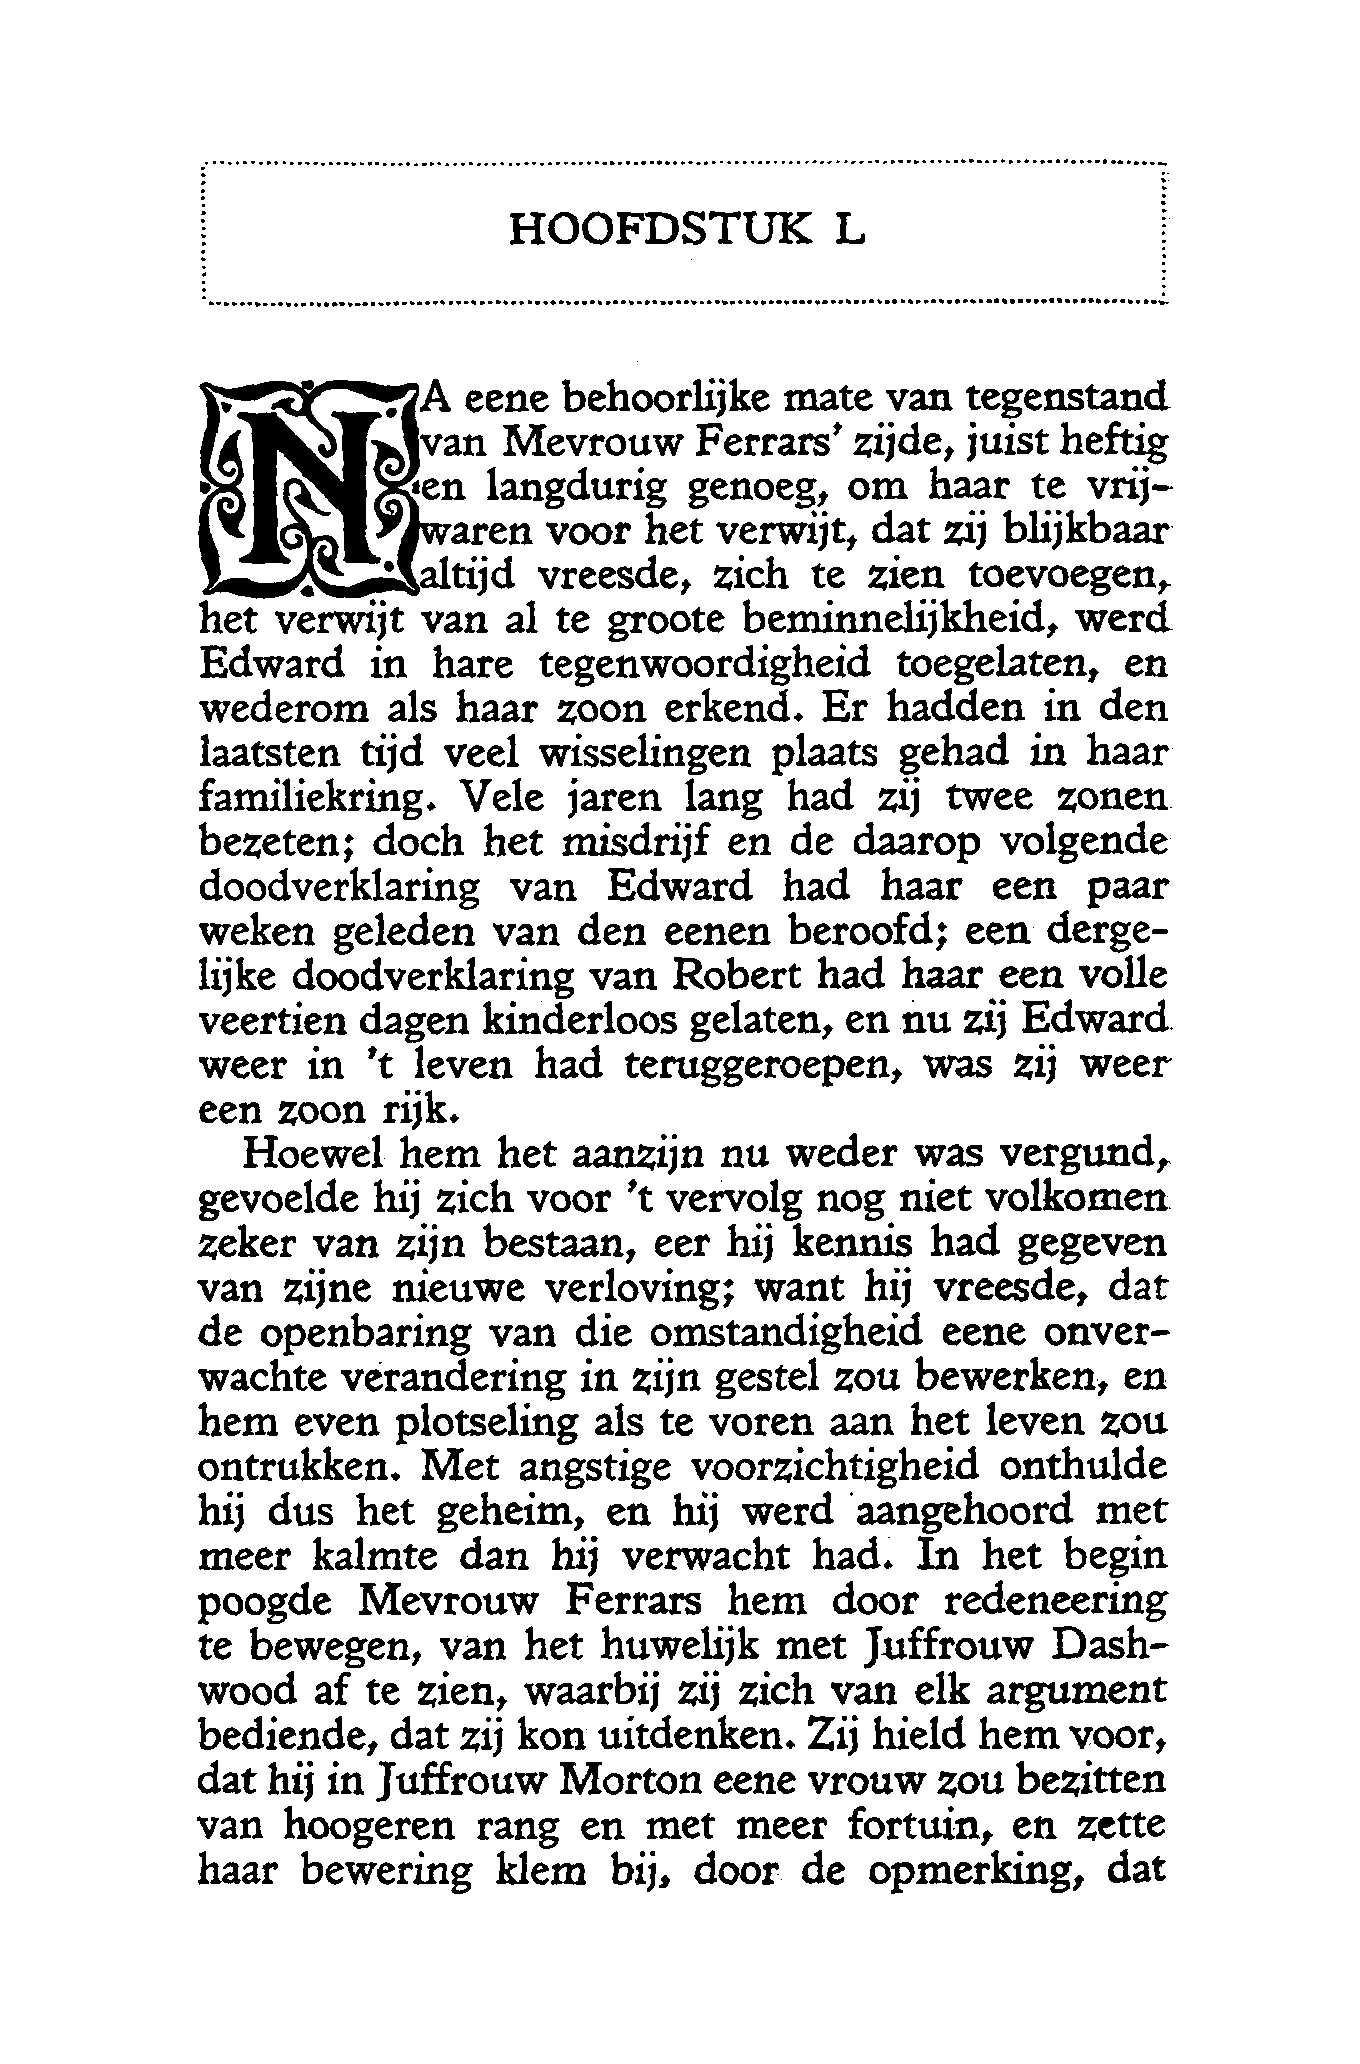 HOOFDSTUK L
NA eene behoorlijke mate van tegenstand
van Mevrouw Ferrars' zijde, juist heftig
en langdurig genoeg, om haar te vrij-
waren voor het verwijt, dat zij blijkbaar
altijd vreesde, zich te zien toevoegen,
het verwijt van al te groote beminnelijkheid, werd
Edward in hare tegenwoordigheid toegelaten, en
wederom als haar zoon erkend. Er hadden in den
laatsten tijd veel wisselingen plaats gehad in haar
familiekring. Vele jaren lang had zij twee zonen
bezeten; doch het misdrijf en de daarop volgende
doodverklaring van Edward had haar een paar
weken geleden van den eenen beroofd; een derge-
lijke doodverklaring van Robert had haar een volle
veertien dagen kinderloos gelaten, en nu zij Edward
weer in 't leven had teruggeroepen, was zij weer
een zoon rijk.
Hoewel hem het aanzijn nu weder was vergund,
gevoelde hij zich voor 't vervolg nog niet volkomen
zeker van zijn bestaan, eer hij kennis had gegeven
van zijne nieuwe verloving; want hij vreesde, dat
de openbaring van die omstandigheid eene onver-
wachte verandering in zijn gestel zou bewerken, en
hem even plotseling als te voren aan het leven zou
ontrukken. Met angstige voorzichtigheid onthulde
hij dus het geheim, en hij werd aangehoord met
meer kalmte dan hij verwacht had. In het begin
poogde Mevrouw Ferrars hem door redeneering
te bewegen, van het huwelijk met Juffrouw Dash-
wood af te zien, waarbij zij zich van elk argument
bediende, dat zij kon uitdenken. Zij hield hem voor,
dat hij in Juffrouw Morton eene vrouw zou bezitten
van hoogeren rang en met meer fortuin, en zette
haar bewering klem bij, door de opmerking, dat